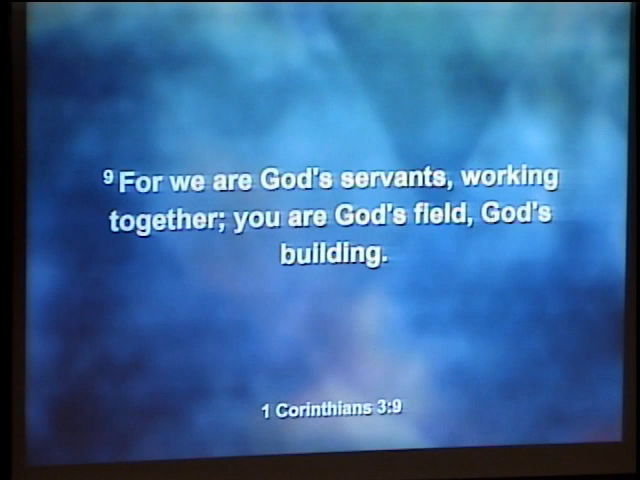 9 For we are God's servants, working
together; you are God's field, God's
building.
1 Corinthians 3:9